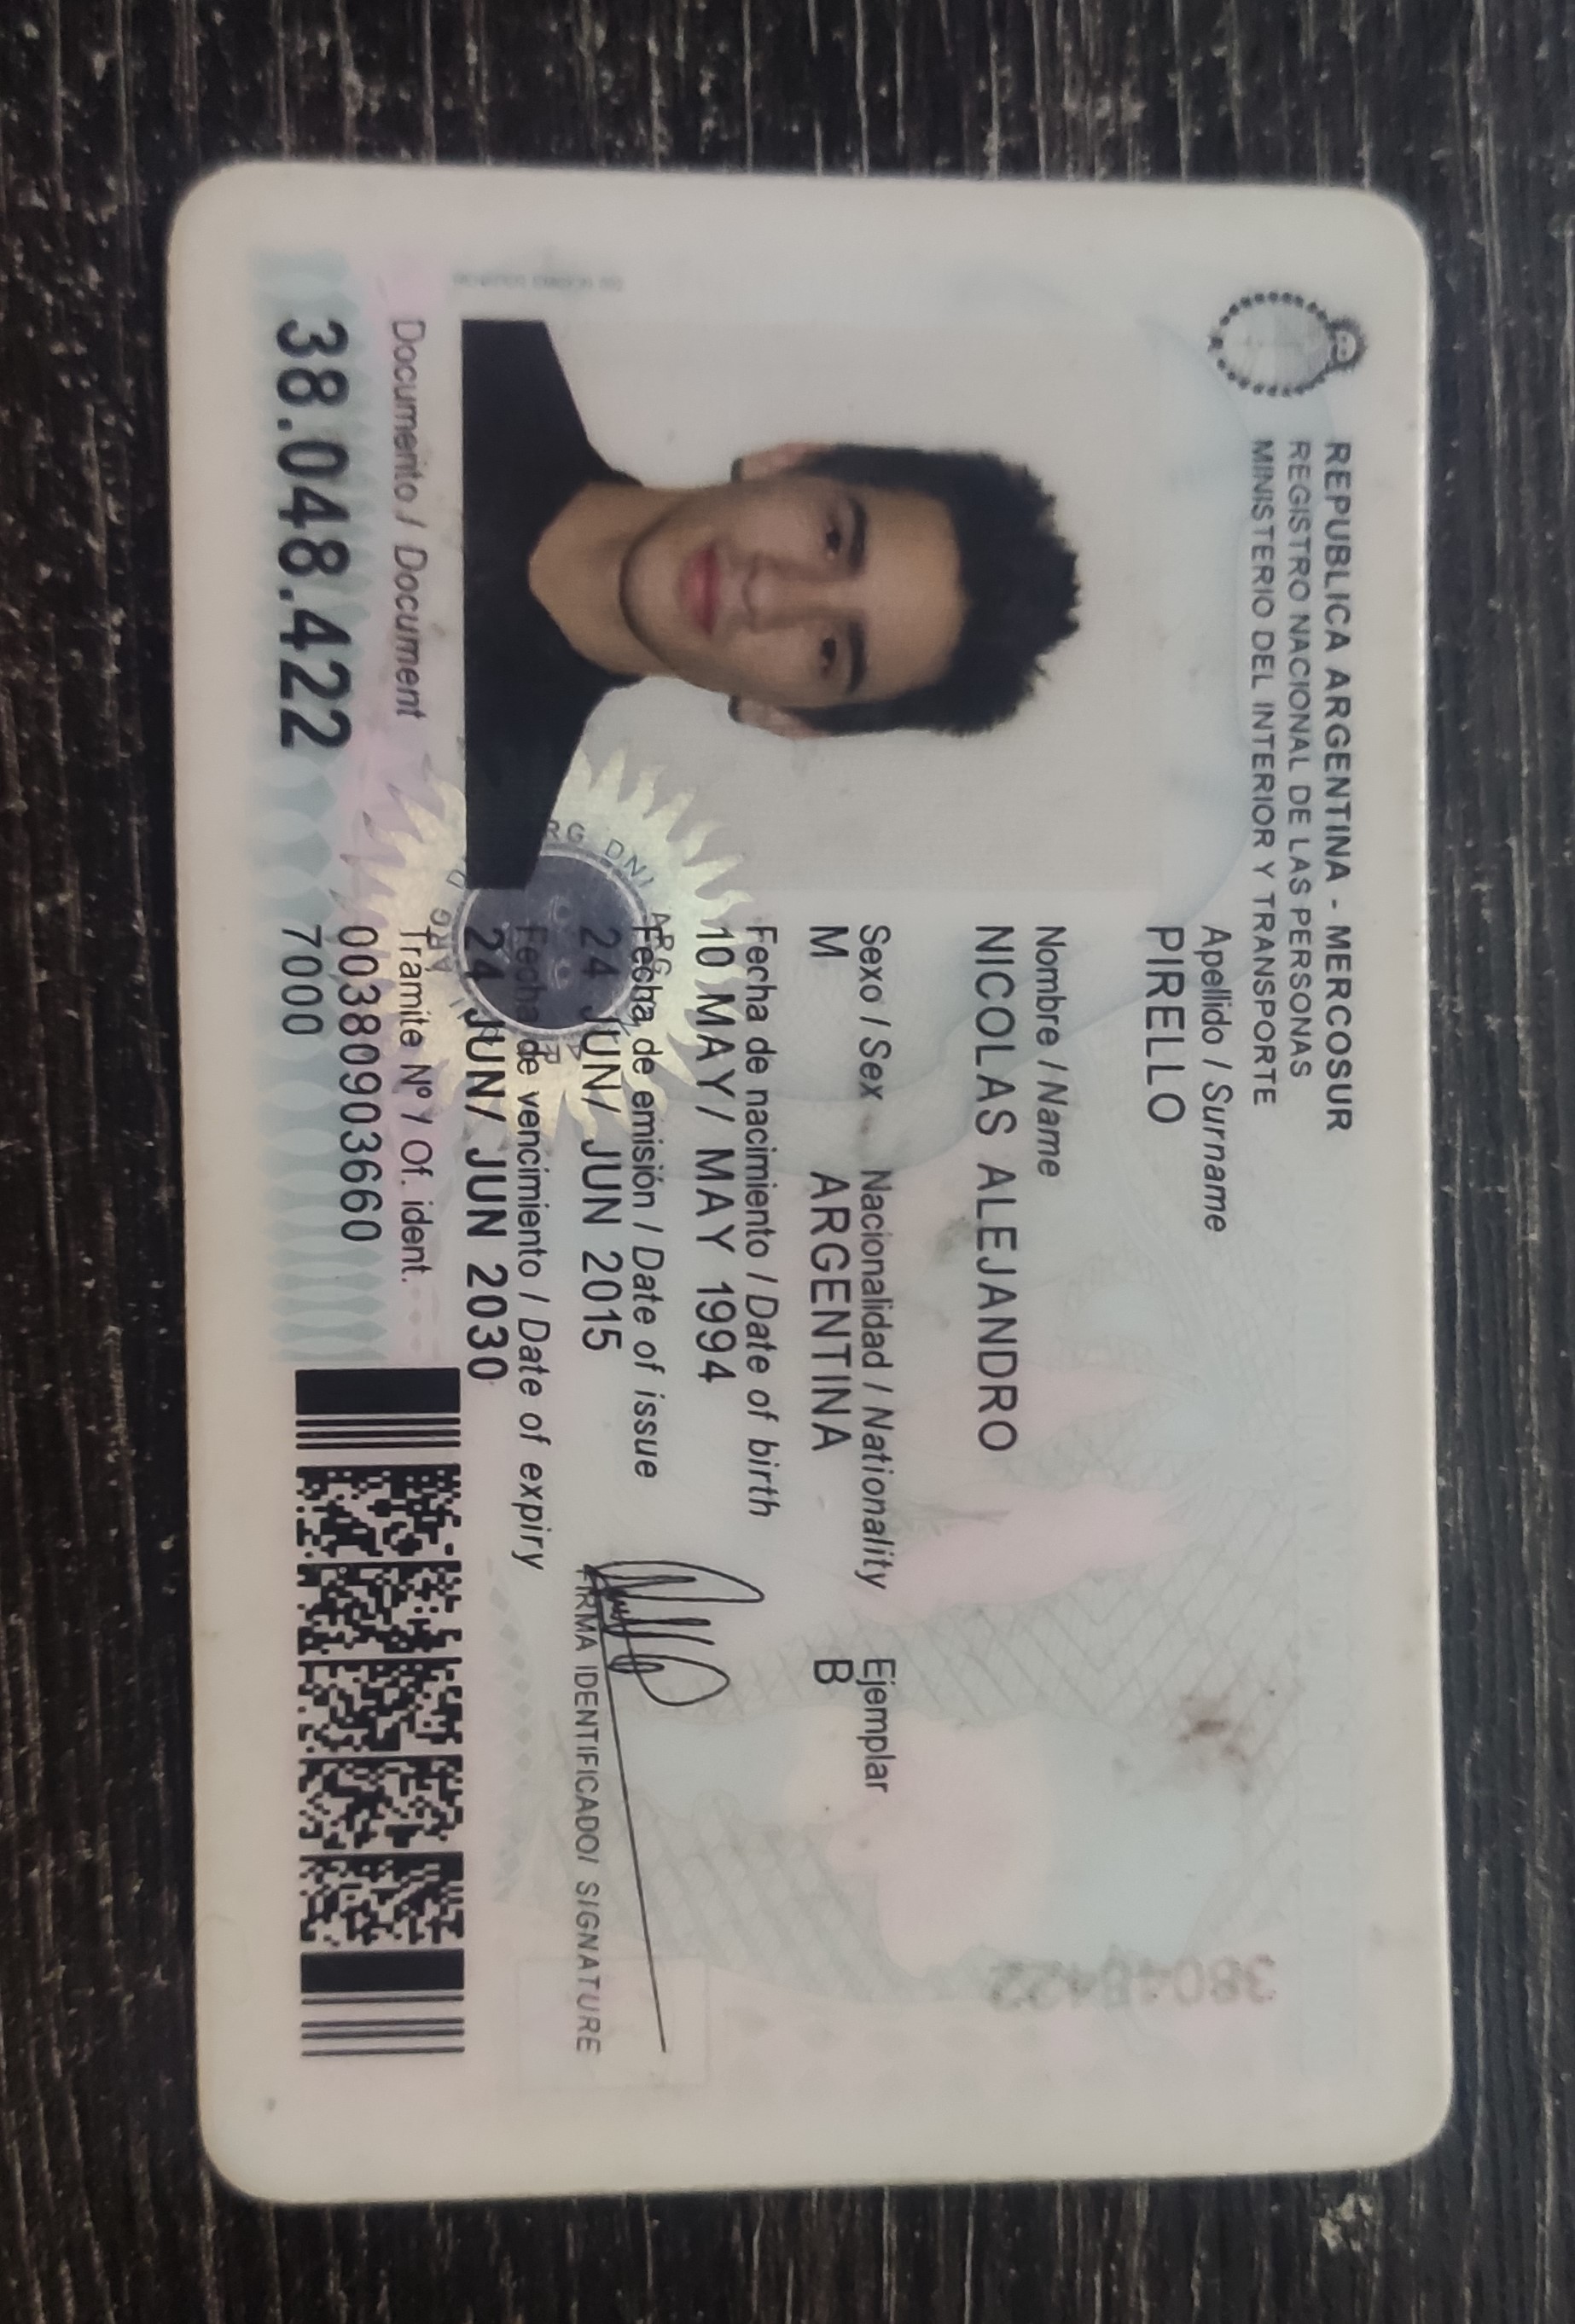 REPUBLICA ARGENTINA - MERCOSUR
REGISTRO NACIONAL DE LAS PERSONAS
MINISTERIO DEL INTERIOR Y TRANSPORTE
Apellido / Surname
PIRELLO
Nombre / Name
NICOLAS ALEJANDRO
Sexo / Sex Nacionalidad / Nationality Ejemplar
M ARGENTINA B
Fecha de nacimiento / Date of birth
10 MAY/ MAY 1994
Fecha de emisión / Date of issue
24 JUN/ JUN 2015
FIRMA IDENTIFICADO/ SIGNATURE
Fecha de vencimiento / Date of expiry
24 JUN/ JUN 2030
Documento / Document
38.048.422
Trámite Nº / Of. ident.
00380903660
7000
38048422
ARG DNI ARG